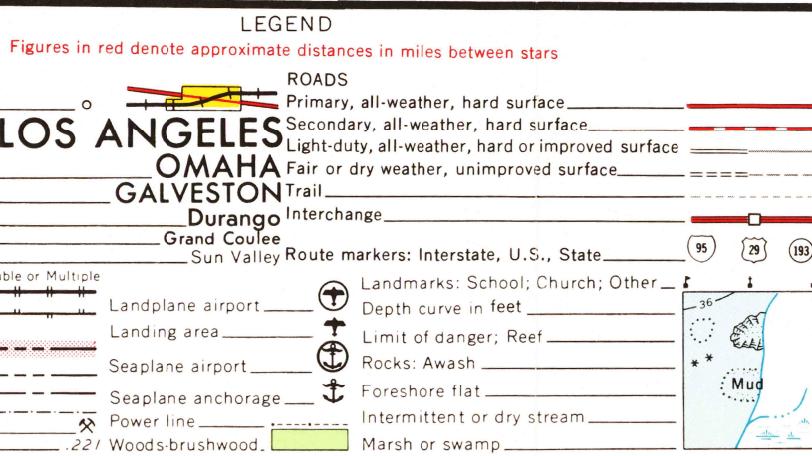 LEGEND
Figures in red denote approximate distances in miles between stars
ROADS
Primary, all-weather, hard surface
Secondary, all-weather, hard surface
Light-duty, all-weather, hard or improved surface
Fair or dry weather, unimproved surface
Trail
Interchange
Route markers: Interstate, U.S., State
95 29 193
LOS ANGELES
OMAHA
GALVESTON
Durango
Grand Coulee
Sun Valley
or Multiple
Landplane airport
Landing area
Seaplane airport
Seaplane anchorage
Power line
.221 Woods-brushwood
Landmarks: School; Church; Other
Depth curve in feet
Limit of danger; Reef
Rocks: Awash
Foreshore flat
Intermittent or dry stream
Marsh or swamp
36
Mud